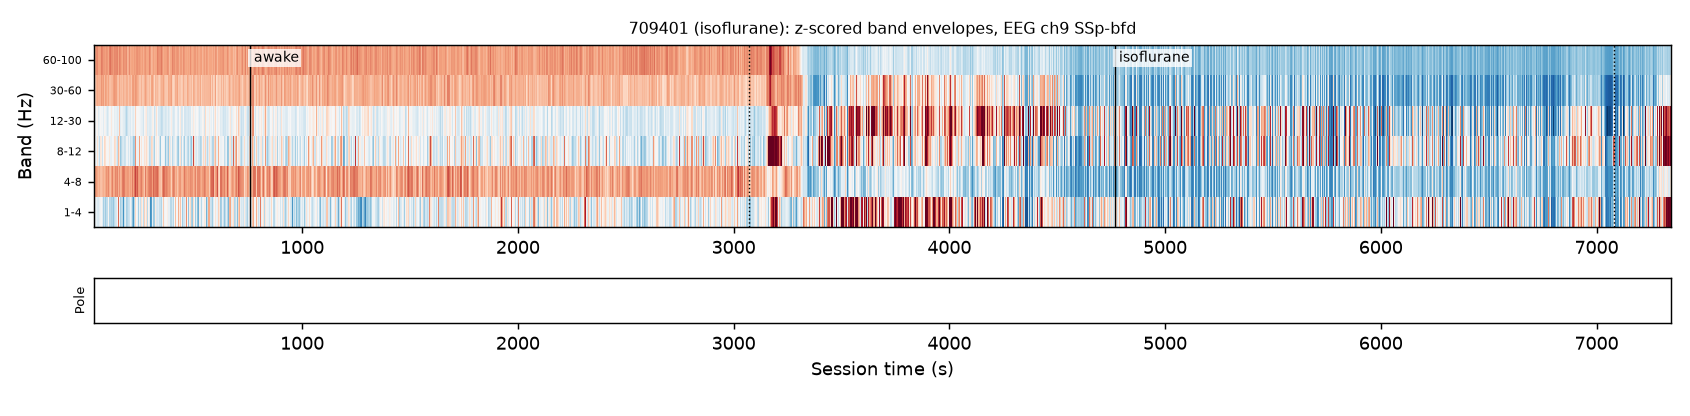 709401 (isoflurane): z-scored band envelopes, EEG ch9 SSp-bfd
Band (Hz)
60-100
30-60
12-30
8-12
4-8
1-4
awake
isoflurane
1000 2000 3000 4000 5000 6000 7000
Pole
1000 2000 3000 4000 5000 6000 7000
Session time (s)